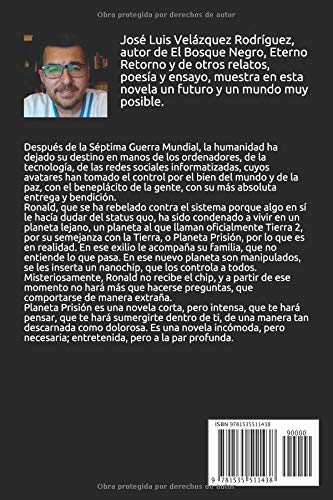 Obra protegida por derechos de autor
José Luis Velázquez Rodríguez,
autor de El Bosque Negro, Eterno
Retorno y de otros relatos,
poesía y ensayo, muestra en esta
novela un futuro y un mundo muy
posible.
Después de la Séptima Guerra Mundial, la humanidad ha
dejado su destino en manos de los ordenadores, de la
tecnología, de las redes sociales informatizadas, cuyos
avatares han tomado el control por el bien del mundo y de la
paz, con el beneplácito de la gente, con su más absoluta
entrega y bendición.
Ronald, que se ha rebelado contra el sistema porque algo en sí
le hacía dudar del status quo, ha sido condenado a vivir en un
planeta lejano, un planeta al que llaman oficialmente Tierra 2,
por su semejanza con la Tierra, o Planeta Prisión, por lo que es
en realidad. En ese exilio le acompaña su familia, que no
entiende lo que pasa. En ese nuevo planeta son manipulados,
se les inserta un nanochip, que los controla a todos.
Misteriosamente, Ronald no recibe el chip, y a partir de ese
momento no hará más que hacerse preguntas, que
comportarse de manera extraña.
Planeta Prisión es una novela corta, pero intensa, que te hará
pensar, que te hará sumergirte dentro de ti, de una manera tan
descarnada como dolorosa. Es una novela incómoda, pero
necesaria; entretenida, pero a la par profunda.
ISBN 9781535511438
90000
9 781535 511438
Obra protegida por derechos de autor